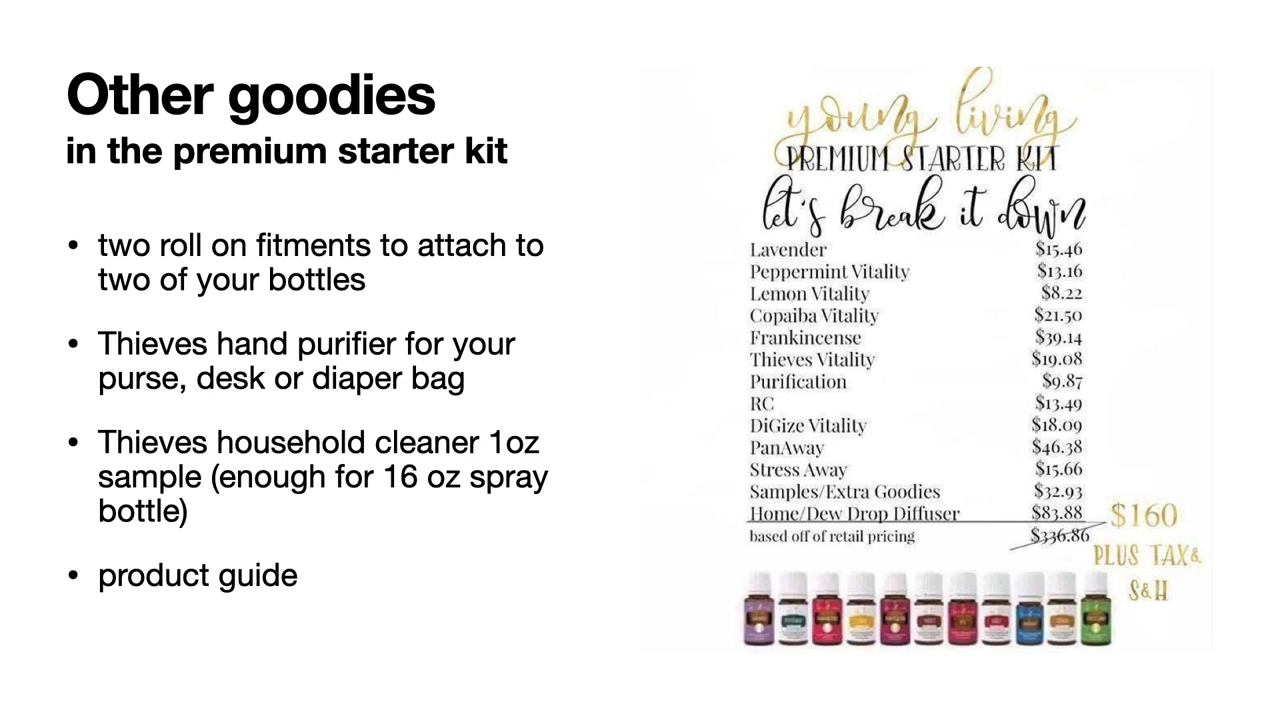 Other goodies
in the premium starter kit
• two roll on fitments to attach to
two of your bottles
• Thieves hand purifier for your
purse, desk or diaper bag
• Thieves household cleaner 1oz
sample (enough for 16 oz spray
bottle)
• product guide
young living
PREMIUM STARTER KIT
let's break it down
Lavender $15.46
Peppermint Vitality $13.16
Lemon Vitality $8.22
Copaiba Vitality $21.50
Frankincense $39.14
Thieves Vitality $19.08
Purification $9.87
RC $13.49
DiGize Vitality $18.09
PanAway $46.38
Stress Away $15.66
Samples/Extra Goodies $32.93
Home/Dew Drop Diffuser $83.88
based off of retail pricing $336.86
$160
PLUS TAX&
S&H